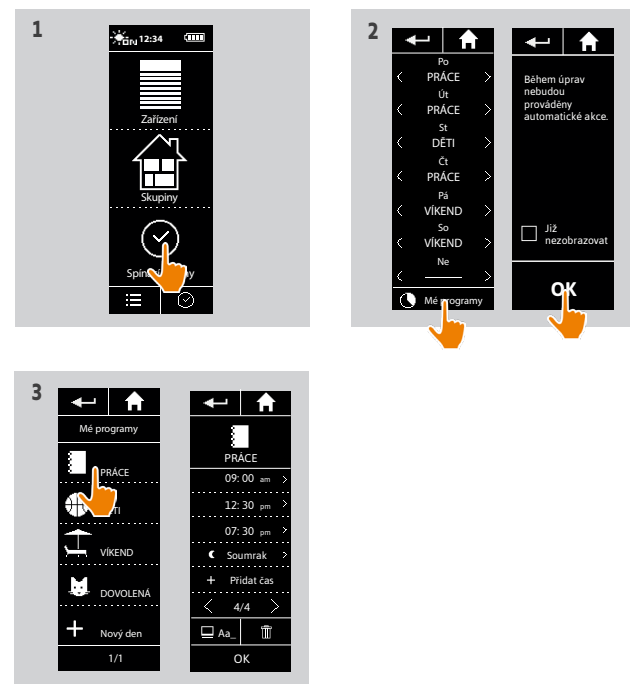 1
ON 12:34
Zařízení
Skupiny
2
Po
PRÁCE
Út
PRÁCE
St
DĚTI
Čt
PRÁCE
Pá
VÍKEND
So
VÍKEND
Ne
Mé programy
Během úprav
nebudou
prováděny
automatické akce.
Již
nezobrazovat
OK
3
Mé programy
PRÁCE
VÍKEND
DOVOLENÁ
Nový den
1/1
PRÁCE
09: 00 am
12: 30 pm
07: 30 pm
Soumrak
+ Přidat čas
4/4
Aa_
OK